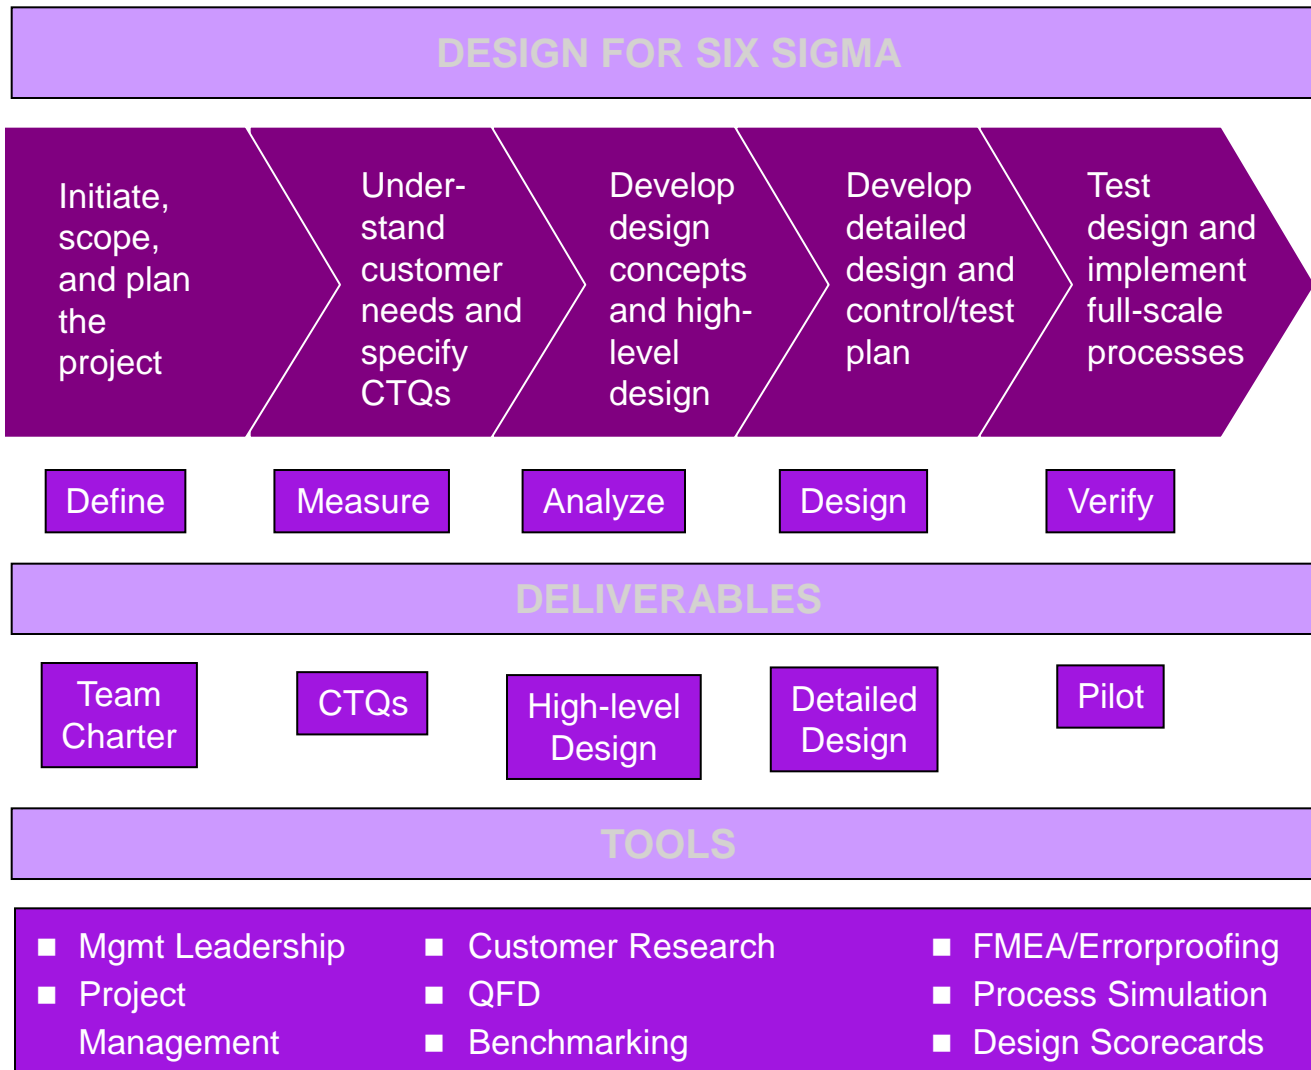 DESIGN FOR SIX SIGMA
Initiate,
scope,
and plan
the
project
Under-
stand
customer
needs and
specify
CTQs
Develop
design
concepts
and high-
level
design
Develop
detailed
design and
control/test
plan
Test
design and
implement
full-scale
processes
Define
Measure
Analyze
Design
Verify
DELIVERABLES
Team
Charter
CTQs
High-level
Design
Detailed
Design
Pilot
TOOLS
■ Mgmt Leadership
■ Project
Management
■ Customer Research
■ QFD
■ Benchmarking
■ FMEA/Errorproofing
■ Process Simulation
■ Design Scorecards